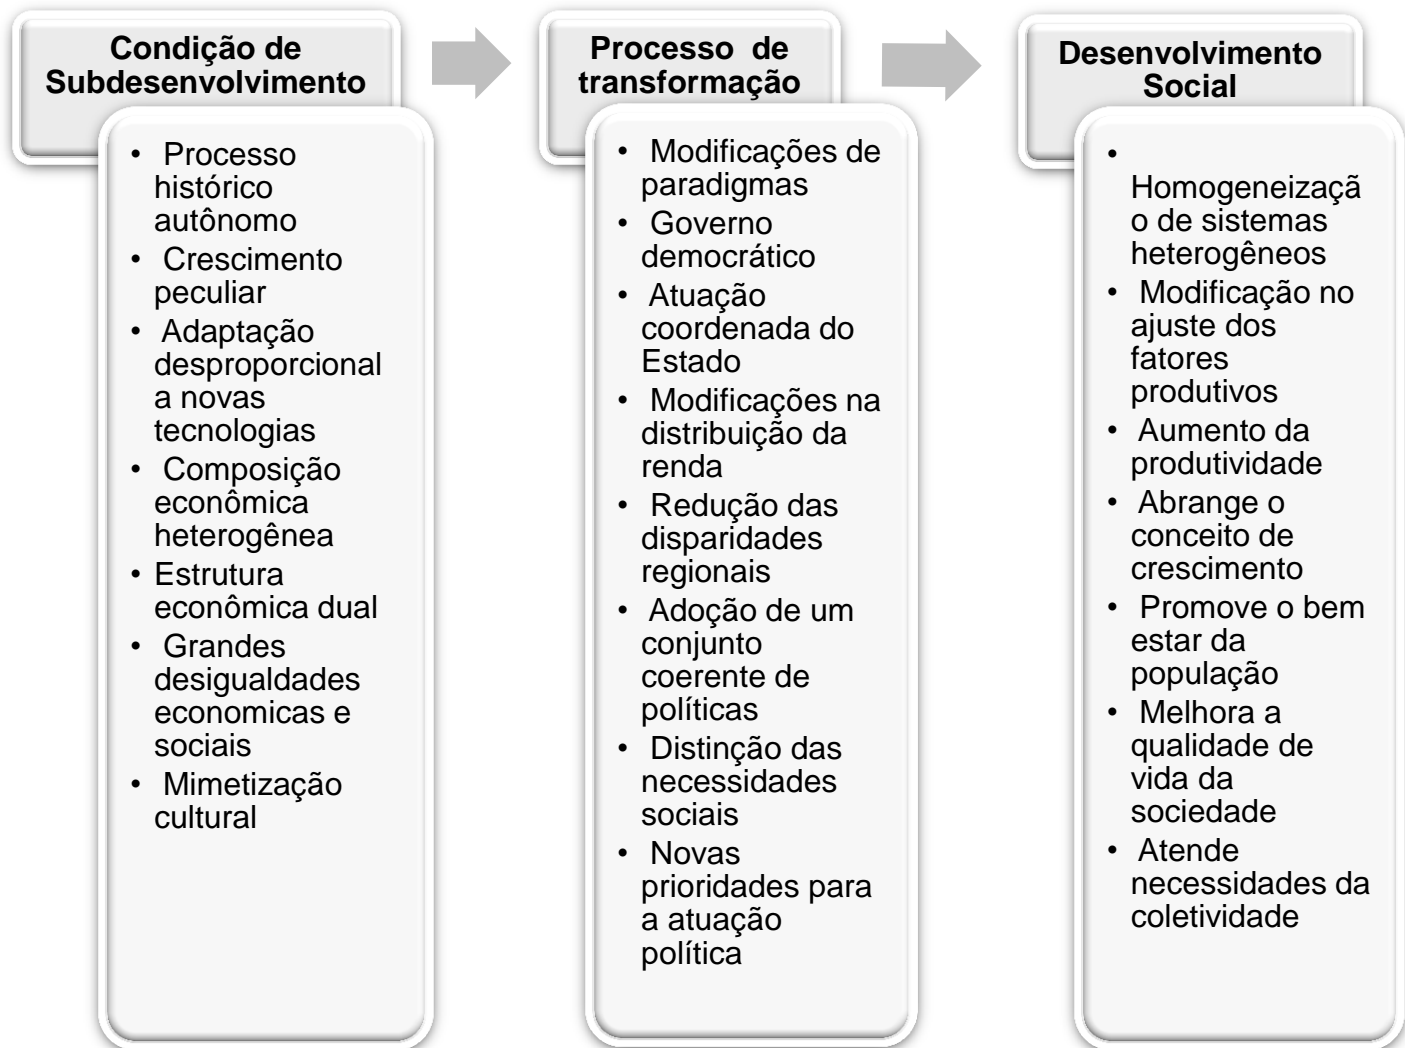 Condição de
Subdesenvolvimento
• Processo
histórico
autônomo
• Crescimento
peculiar
• Adaptação
desproporcional
a novas
tecnologias
• Composição
econômica
heterogênea
• Estrutura
econômica dual
• Grandes
desigualdades
economicas e
sociais
• Mimetização
cultural
Processo de
transformação
• Modificações de
paradigmas
• Governo
democrático
• Atuação
coordenada do
Estado
• Modificações na
distribuição da
renda
• Redução das
disparidades
regionais
• Adoção de um
conjunto
coerente de
políticas
• Distinção das
necessidades
sociais
• Novas
prioridades para
a atuação
política
Desenvolvimento
Social
•
Homogeneizaçã
o de sistemas
heterogêneos
• Modificação no
ajuste dos
fatores
produtivos
• Aumento da
produtividade
• Abrange o
conceito de
crescimento
• Promove o bem
estar da
população
• Melhora a
qualidade de
vida da
sociedade
• Atende
necessidades da
coletividade